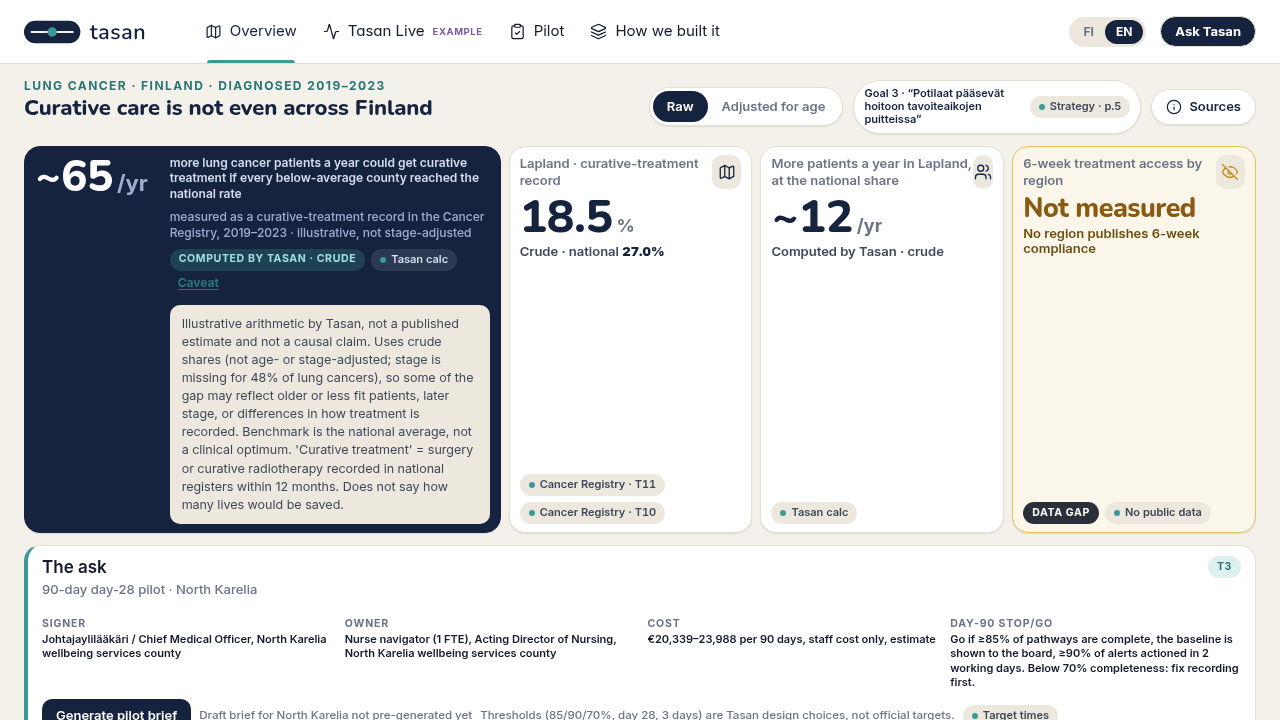 tasan
Overview
Tasan Live EXAMPLE
Pilot
How we built it
FI EN
Ask Tasan
LUNG CANCER · FINLAND · DIAGNOSED 2019–2023
Curative care is not even across Finland
Raw Adjusted for age
Goal 3 · “Potilaat pääsevät
hoitoon tavoiteaikojen
puitteissa”
Strategy · p.5
Sources
~65 /yr
more lung cancer patients a year could get curative
treatment if every below-average county reached the
national rate
measured as a curative-treatment record in the Cancer
Registry, 2019–2023 · illustrative, not stage-adjusted
COMPUTED BY TASAN · CRUDE
Tasan calc
Caveat
Illustrative arithmetic by Tasan, not a published
estimate and not a causal claim. Uses crude
shares (not age- or stage-adjusted; stage is
missing for 48% of lung cancers), so some of the
gap may reflect older or less fit patients, later
stage, or differences in how treatment is
recorded. Benchmark is the national average, not
a clinical optimum. 'Curative treatment' = surgery
or curative radiotherapy recorded in national
registers within 12 months. Does not say how
many lives would be saved.
Lapland · curative-treatment
record
18.5 %
Crude · national 27.0%
Cancer Registry · T11
Cancer Registry · T10
More patients a year in Lapland,
at the national share
~12 /yr
Computed by Tasan · crude
Tasan calc
6-week treatment access by
region
Not measured
No region publishes 6-week
compliance
DATA GAP
No public data
The ask
T3
90-day day-28 pilot · North Karelia
SIGNER
Johtajaylilääkäri / Chief Medical Officer, North Karelia
wellbeing services county
OWNER
Nurse navigator (1 FTE), Acting Director of Nursing,
North Karelia wellbeing services county
COST
€20,339–23,988 per 90 days, staff cost only, estimate
DAY-90 STOP/GO
Go if ≥85% of pathways are complete, the baseline is
shown to the board, ≥90% of alerts actioned in 2
working days. Below 70% completeness: fix recording
first.
Generate pilot brief
Draft brief for North Karelia not pre-generated yet
Thresholds (85/90/70%, day 28, 3 days) are Tasan design choices, not official targets.
Target times